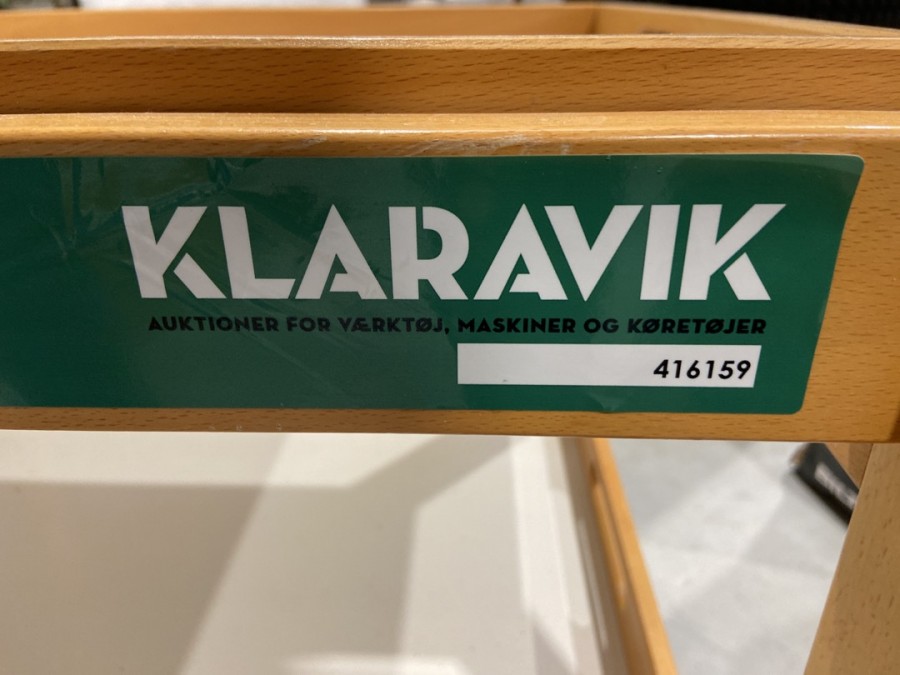 KLARAVIK
AUKTIONER FOR VÆRKTØJ, MASKINER OG KØRETØJER
416159